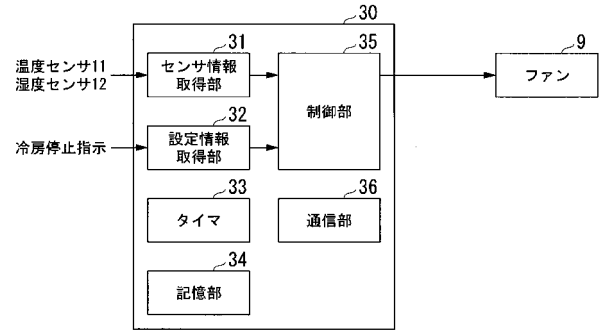 30
31
35
9
温度センサ11
湿度センサ12
センサ情報
取得部
制御部
ファン
32
冷房停止指示
設定情報
取得部
33
36
タイマ
通信部
34
記憶部